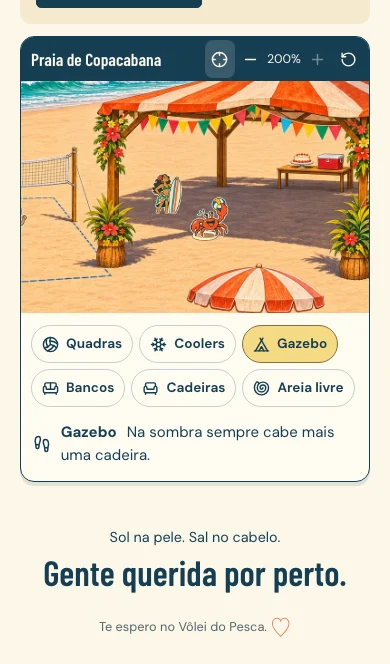 Praia de Copacabana
200%
Quadras
Coolers
Gazebo
Bancos
Cadeiras
Areia livre
Gazebo Na sombra sempre cabe mais
uma cadeira.
Sol na pele. Sal no cabelo.
Gente querida por perto.
Te espero no Vôlei do Pesca.